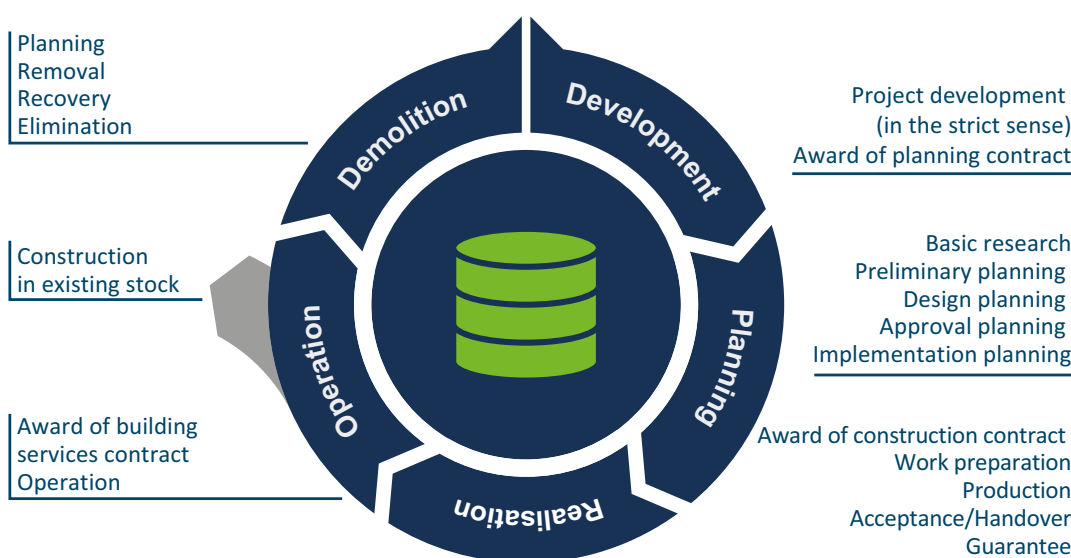 Planning
Removal
Recovery
Elimination
Construction
in existing stock
Award of building
services contract
Operation
Demolition
Development
Planning
Realisation
Operation
Project development
(in the strict sense)
Award of planning contract
Basic research
Preliminary planning
Design planning
Approval planning
Implementation planning
Award of construction contract
Work preparation
Production
Acceptance/Handover
Guarantee